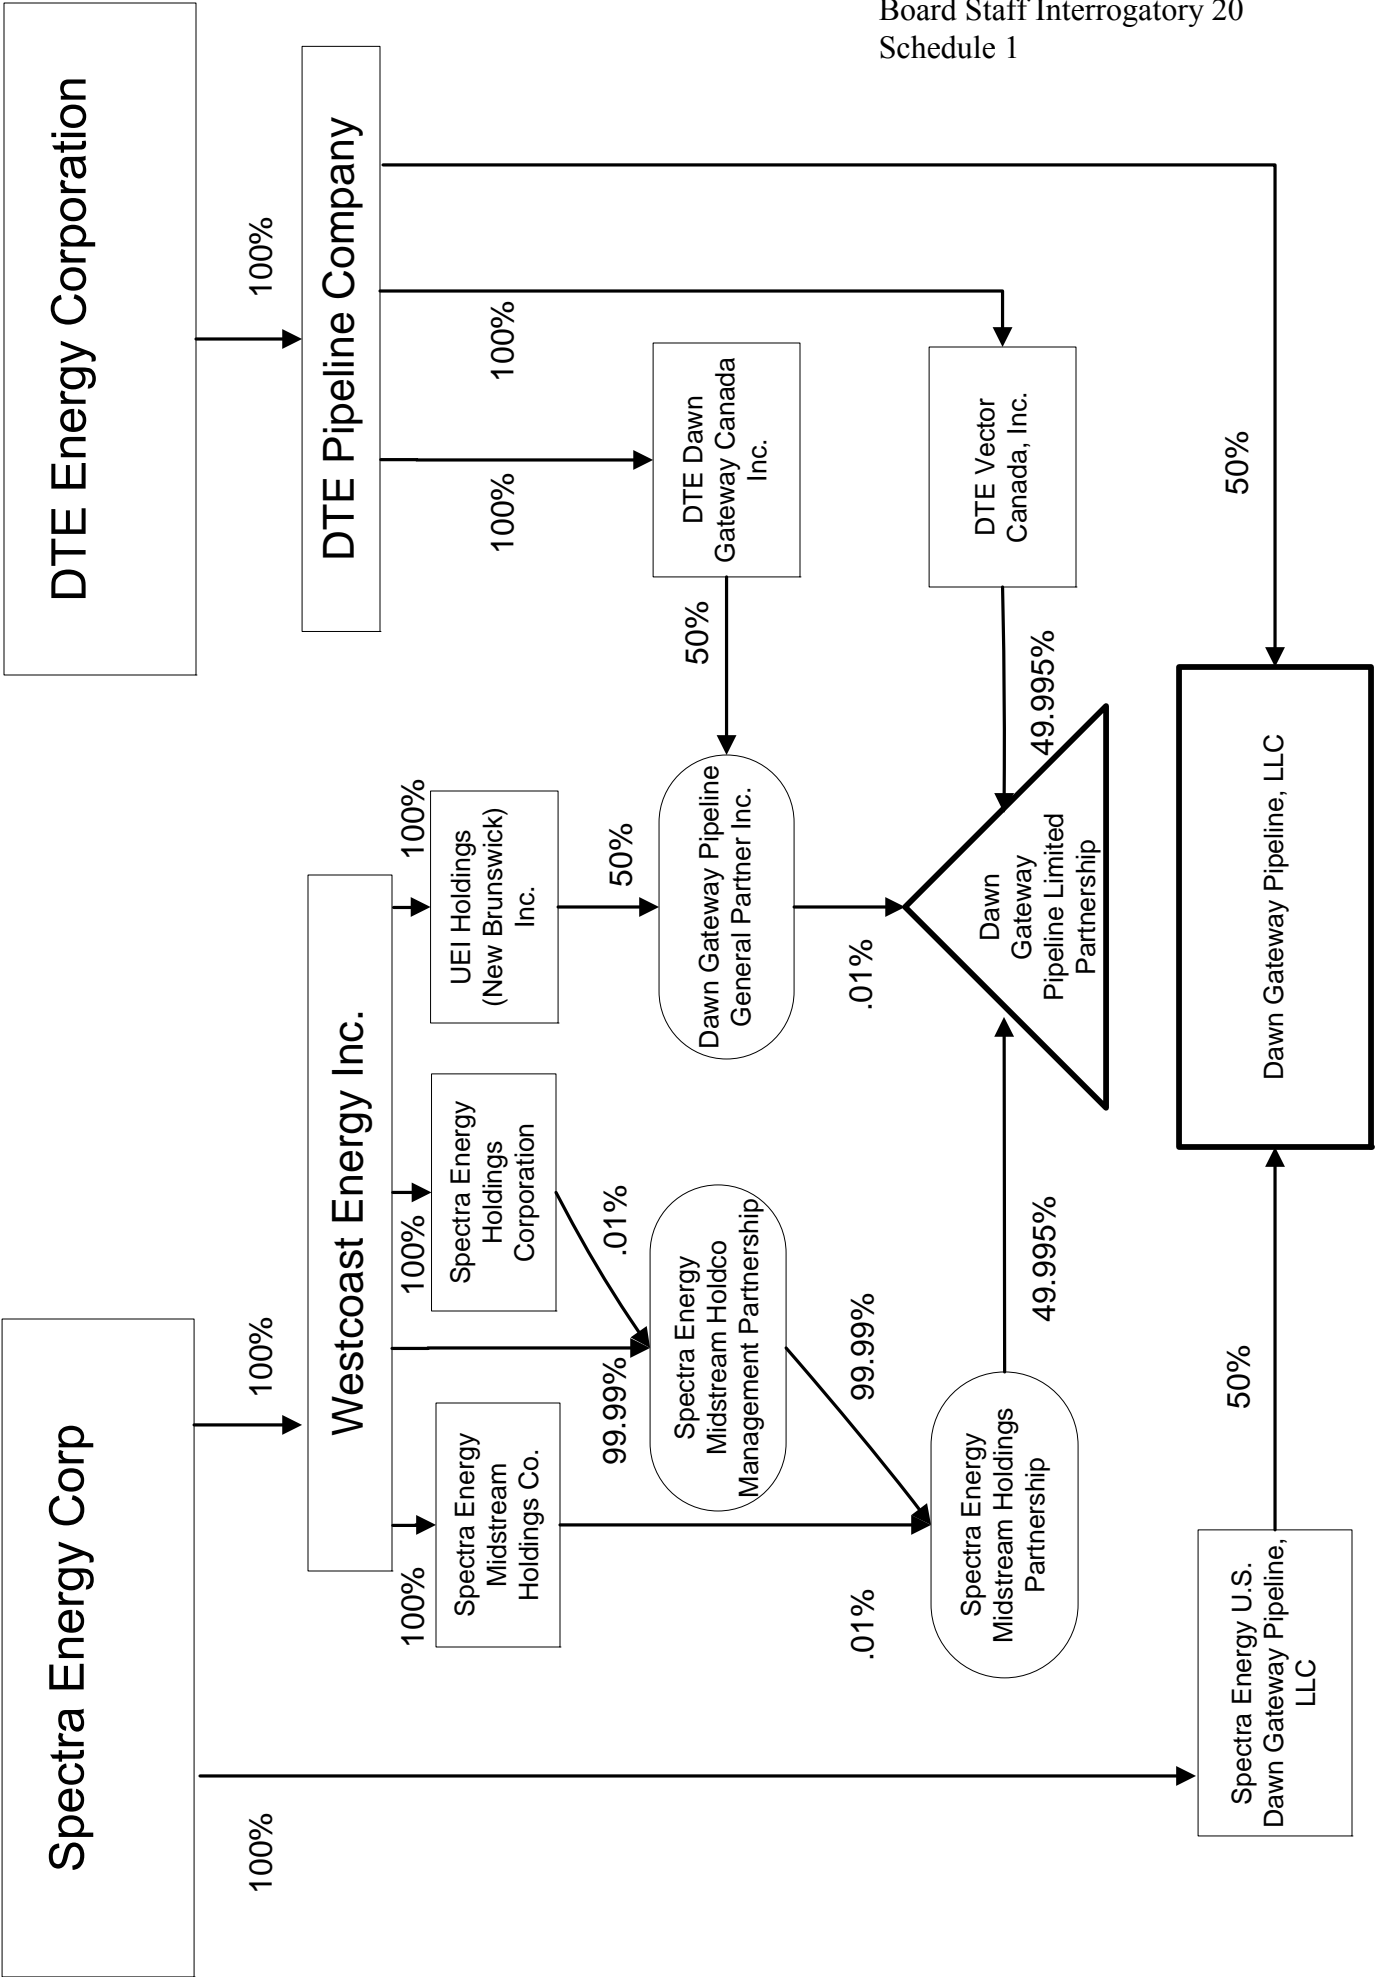 Board Staff Interrogatory 20
Schedule 1
Spectra Energy Corp
DTE Energy Corporation
100%
100%
100%
Westcoast Energy Inc.
DTE Pipeline Company
100%
100%
100%
100%
100%
Spectra Energy
Midstream
Holdings Co.
Spectra Energy
Holdings
Corporation
UEI Holdings
(New Brunswick)
Inc.
99.99%
.01%
50%
50%
Spectra Energy
Midstream Holdco
Management Partnership
Dawn Gateway Pipeline
General Partner Inc.
DTE Dawn
Gateway Canada
Inc.
.01%
99.99%
.01%
Spectra Energy
Midstream Holdings
Partnership
Dawn
Gateway
Pipeline Limited
Partnership
DTE Vector
Canada, Inc.
49.995%
49.995%
Spectra Energy U.S.
Dawn Gateway Pipeline,
LLC
50%
Dawn Gateway Pipeline, LLC
50%